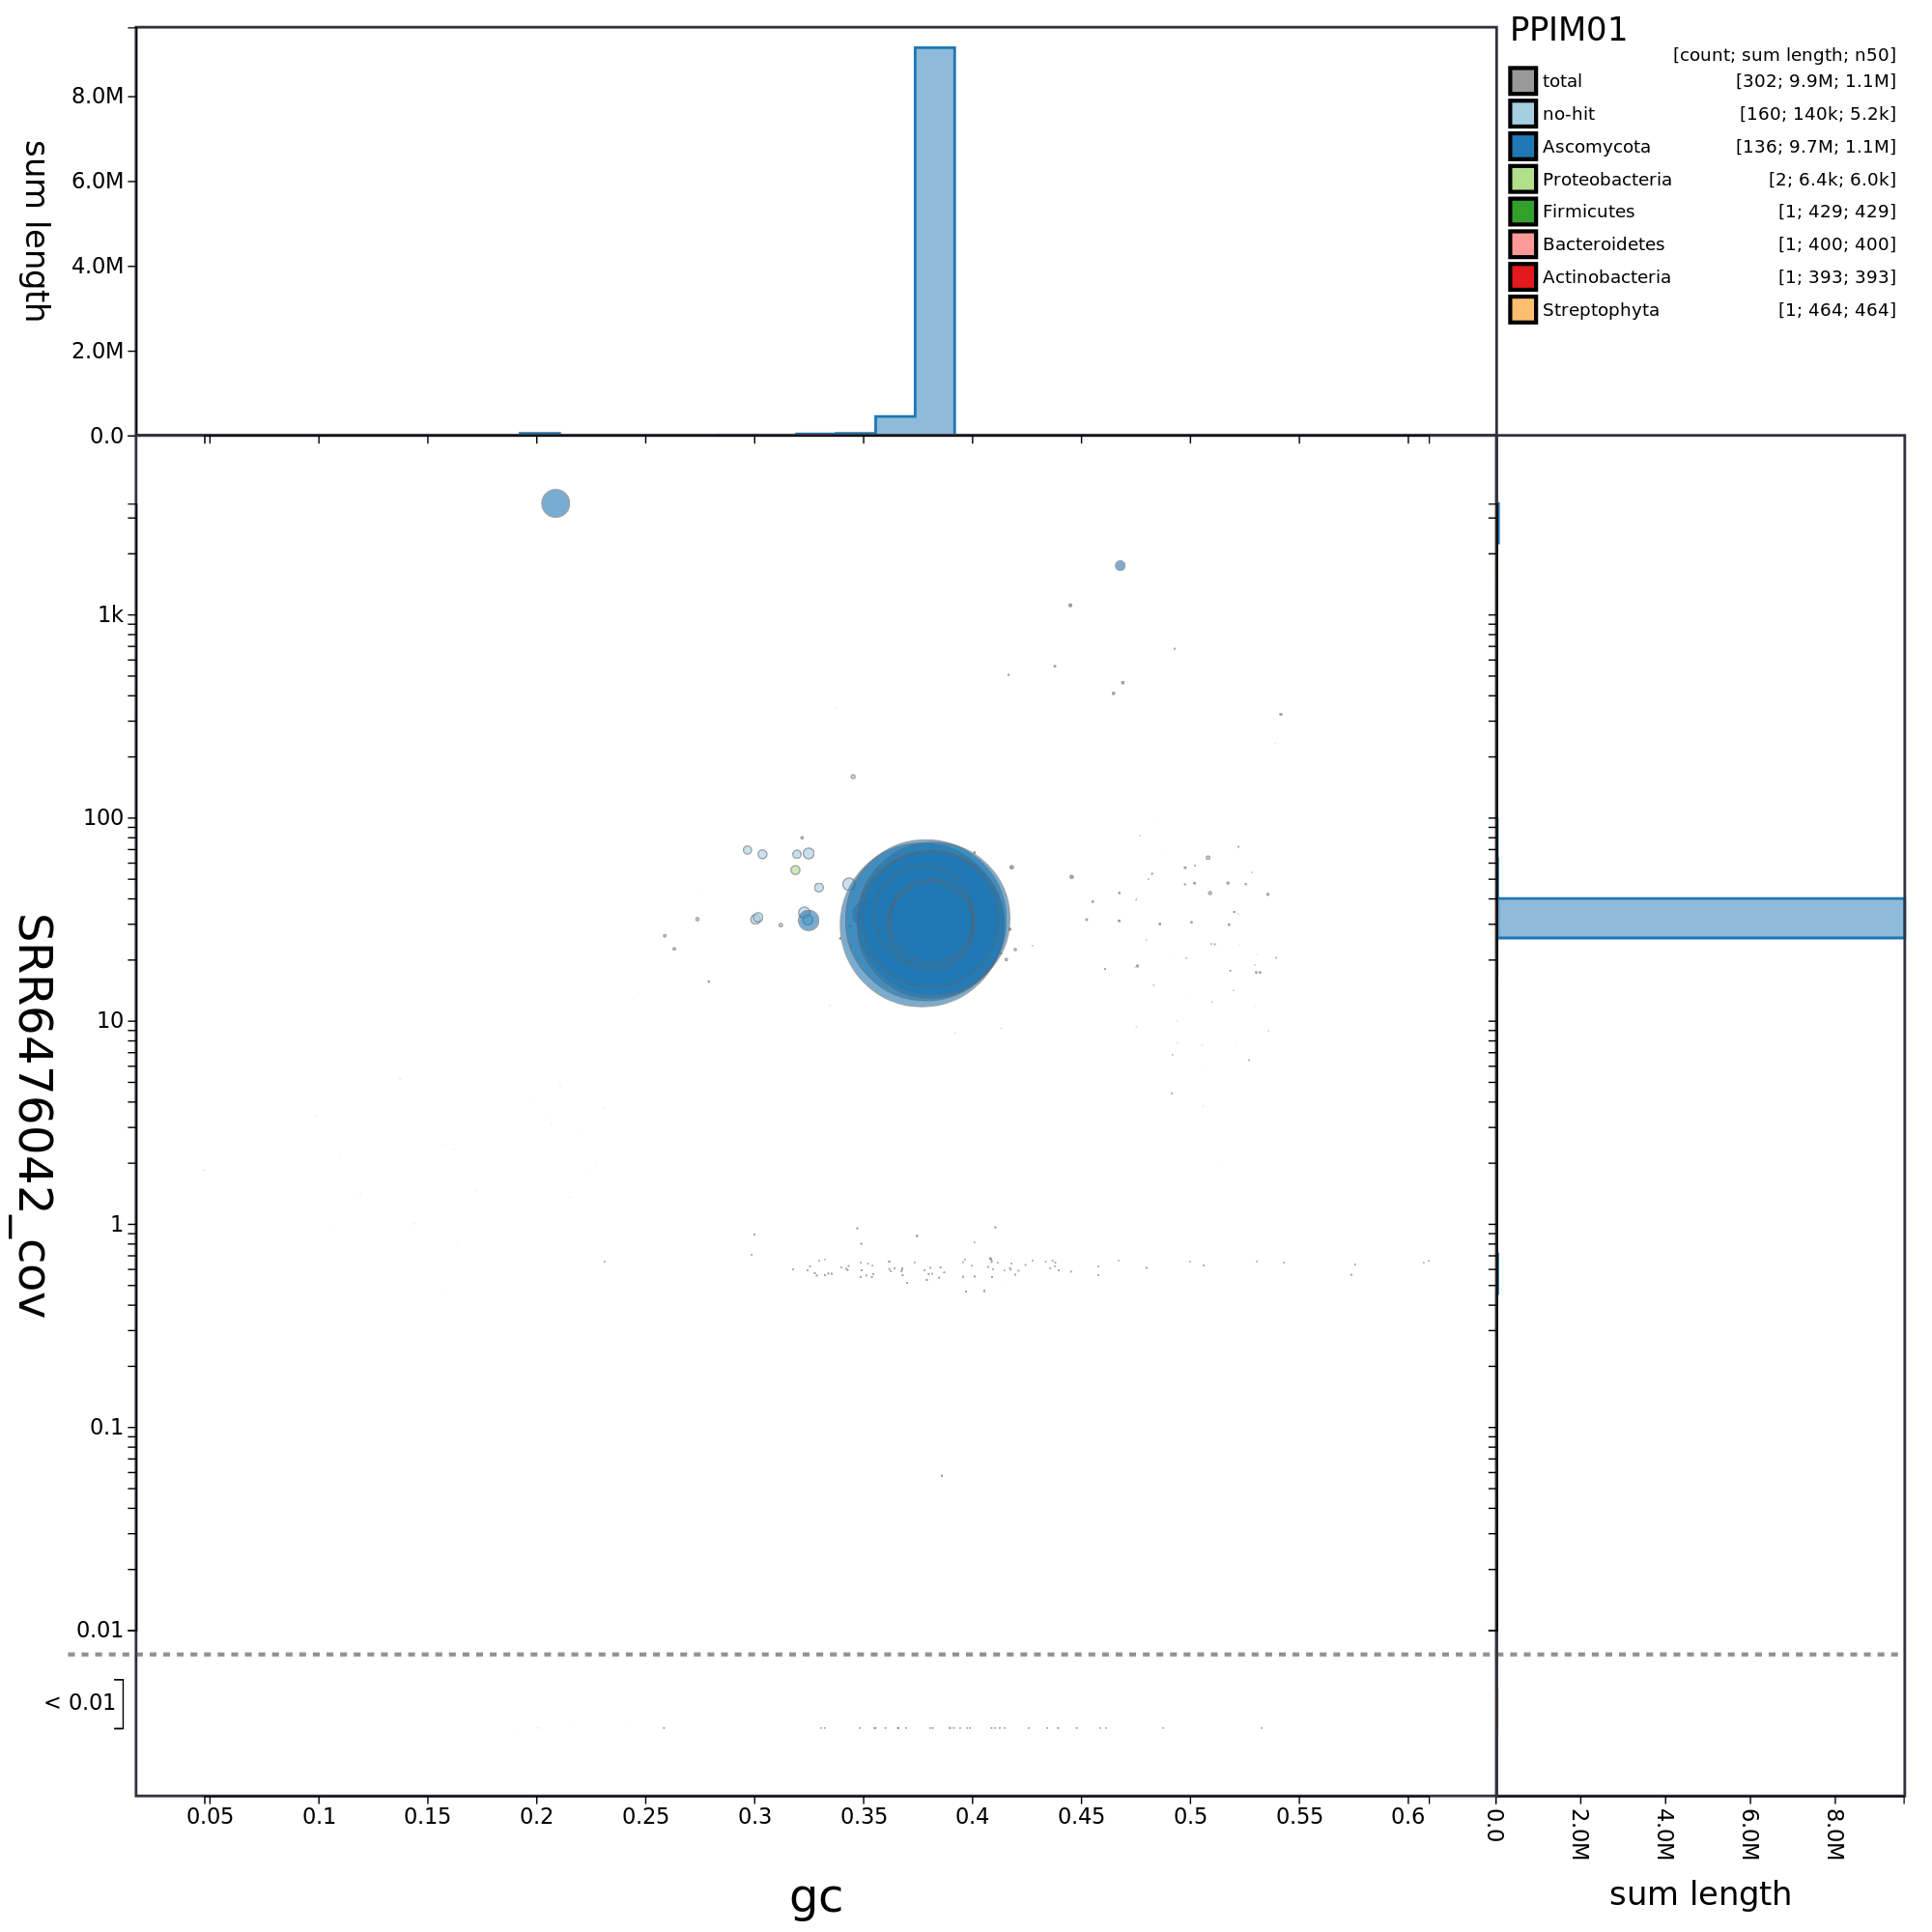 PPIM01
[count; sum length; n50]
total [302; 9.9M; 1.1M]
no-hit [160; 140k; 5.2k]
Ascomycota [136; 9.7M; 1.1M]
Proteobacteria [2; 6.4k; 6.0k]
Firmicutes [1; 429; 429]
Bacteroidetes [1; 400; 400]
Actinobacteria [1; 393; 393]
Streptophyta [1; 464; 464]
sum length
8.0M
6.0M
4.0M
2.0M
0.0
SRR6476042_cov
1k
100
10
1
0.1
0.01
< 0.01
0.05 0.1 0.15 0.2 0.25 0.3 0.35 0.4 0.45 0.5 0.55 0.6
gc
0.0 2.0M 4.0M 6.0M 8.0M
sum length